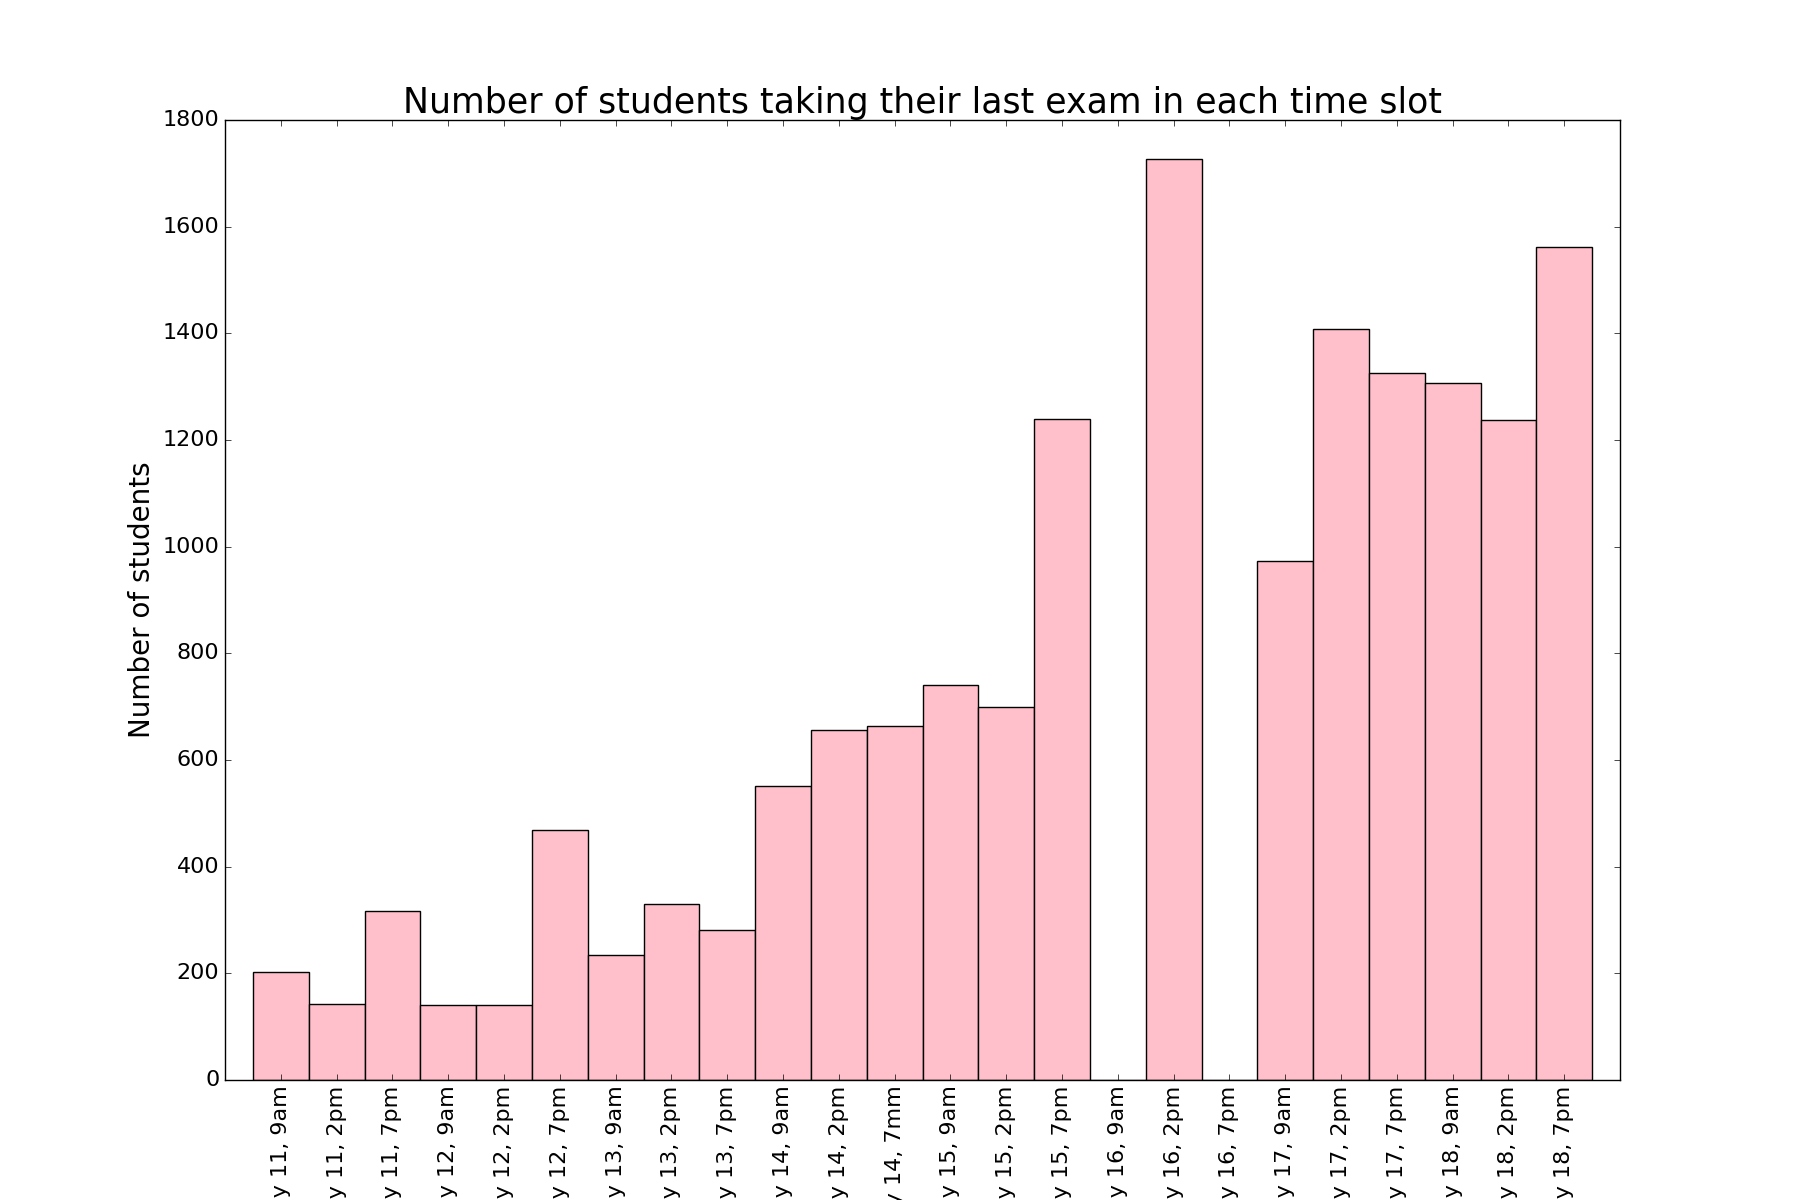 Number of students taking their last exam in each time slot
1800
1600
1400
1200
1000
800
600
400
200
0
Number of students
y 11, 9am
y 11, 2pm
y 11, 7pm
y 12, 9am
y 12, 2pm
y 12, 7pm
y 13, 9am
y 13, 2pm
y 13, 7pm
y 14, 9am
y 14, 2pm
y 14, 7mm
y 15, 9am
y 15, 2pm
y 15, 7pm
y 16, 9am
y 16, 2pm
y 16, 7pm
y 17, 9am
y 17, 2pm
y 17, 7pm
y 18, 9am
y 18, 2pm
y 18, 7pm